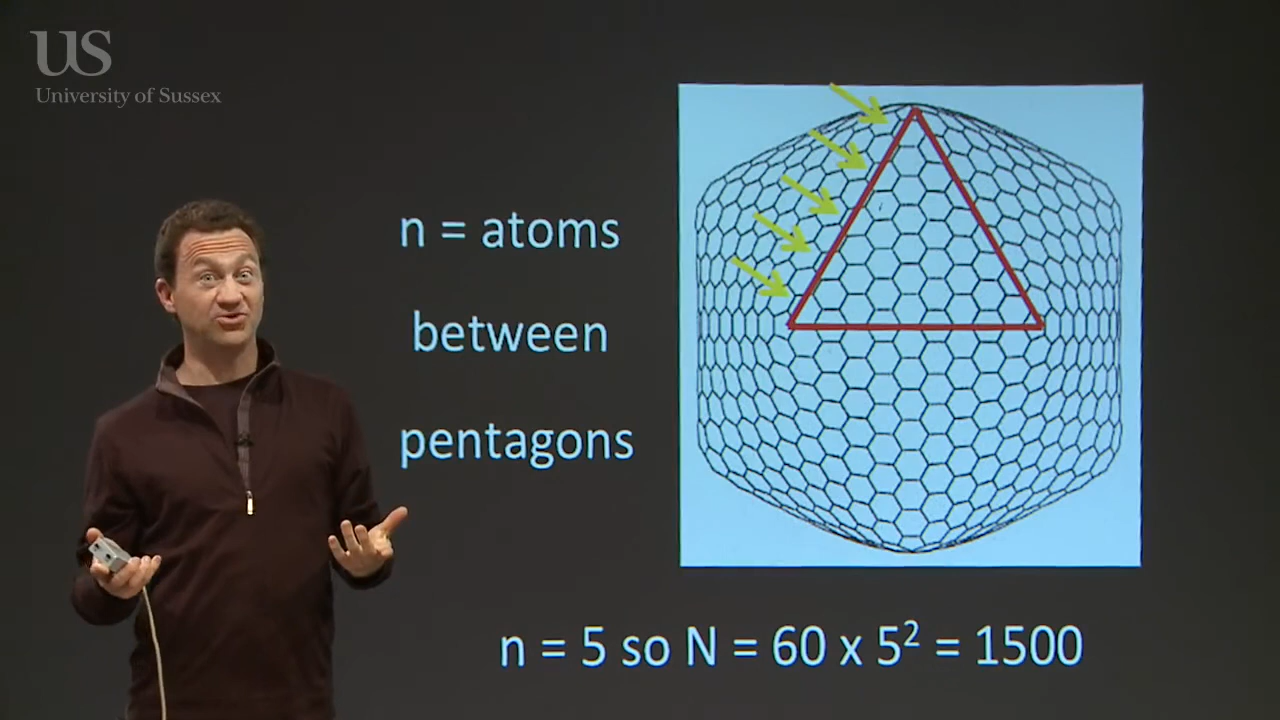 US
University of Sussex
n = atoms
between
pentagons
n = 5 so N = 60 x 5² = 1500